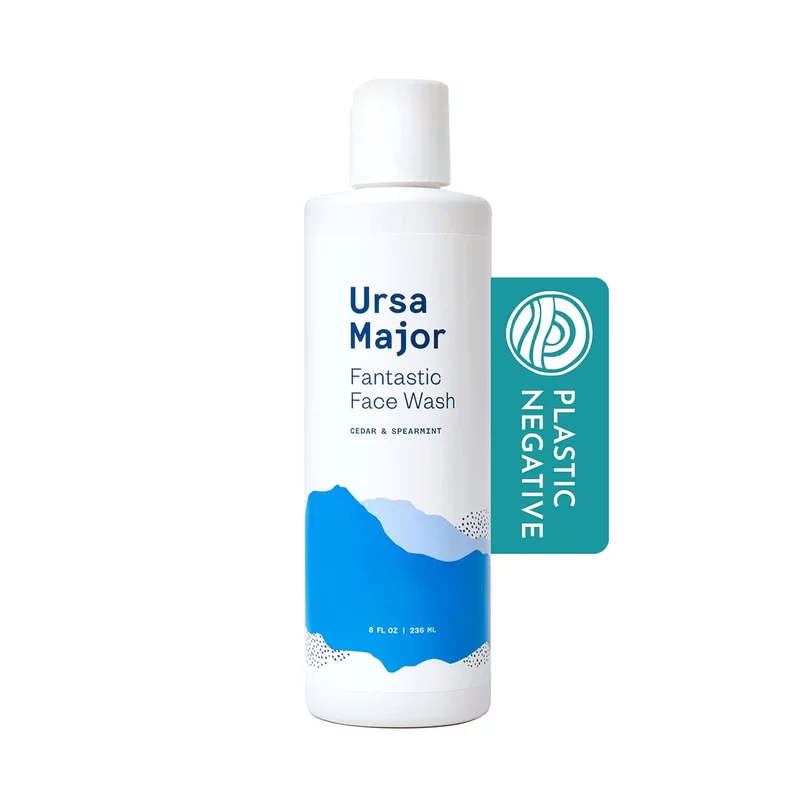 Ursa
Major
Fantastic
Face Wash
CEDAR & SPEARMINT
8 FL OZ | 236 ML
PLASTIC
NEGATIVE